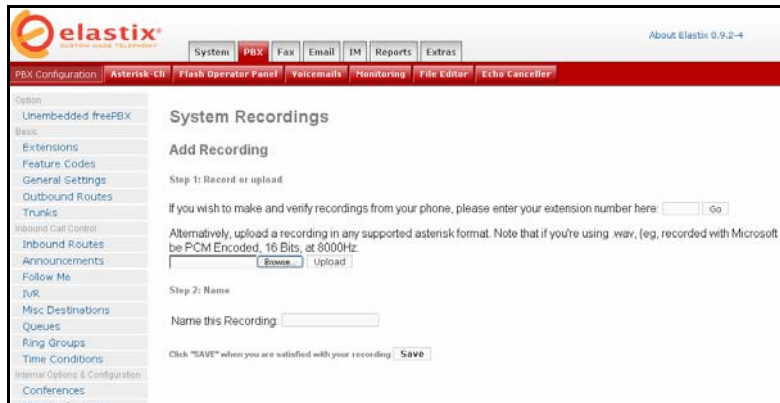 elastix
CUSTOM MADE TELEPHONY
About Elastix 0.9.2-4
System PBX Fax Email IM Reports Extras
PBX Configuration Asterisk-Cli Flash Operator Panel Voicemails Monitoring File Editor Echo Canceller
Option
Unembedded freePBX
Basic
Extensions
Feature Codes
General Settings
Outbound Routes
Trunks
Inbound Call Control
Inbound Routes
Announcements
Follow Me
IVR
Misc Destinations
Queues
Ring Groups
Time Conditions
Internal Options & Configuration
Conferences
System Recordings
Add Recording
Step 1: Record or upload
If you wish to make and verify recordings from your phone, please enter your extension number here: Go
Alternatively, upload a recording in any supported asterisk format. Note that if you're using .wav, (eg, recorded with Microsoft
be PCM Encoded, 16 Bits, at 8000Hz:
Browse... Upload
Step 2: Name
Name this Recording:
Click "SAVE" when you are satisfied with your recording Save